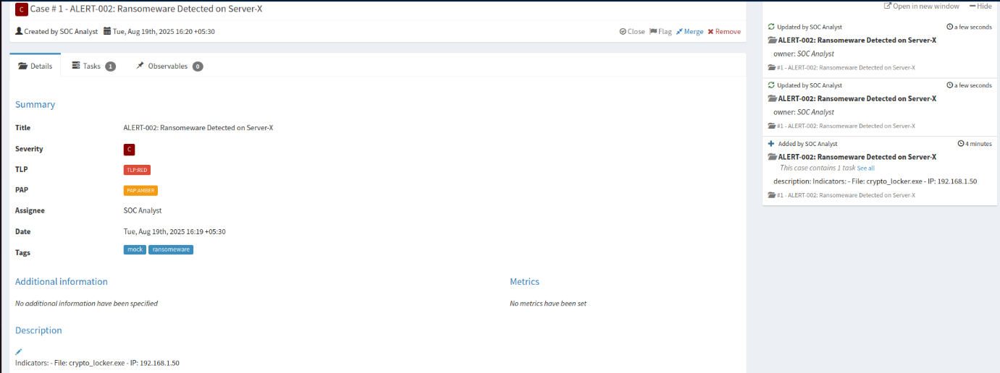 C Case # 1 - ALERT-002: Ransomeware Detected on Server-X
Created by SOC Analyst Tue, Aug 19th, 2025 16:20 +05:30
Close Flag Merge Remove
Details Tasks 1 Observables 0
Summary
Title ALERT-002: Ransomeware Detected on Server-X
Severity C
TLP TLP:RED
PAP PAP:AMBER
Assignee SOC Analyst
Date Tue, Aug 19th, 2025 16:19 +05:30
Tags mock ransomeware
Additional information
No additional information have been specified
Metrics
No metrics have been set
Description
Indicators: - File: crypto_locker.exe - IP: 192.168.1.50
Open in new window Hide
Updated by SOC Analyst a few seconds
ALERT-002: Ransomeware Detected on Server-X
owner: SOC Analyst
#1 - ALERT-002: Ransomeware Detected on Server-X
Updated by SOC Analyst a few seconds
ALERT-002: Ransomeware Detected on Server-X
owner: SOC Analyst
#1 - ALERT-002: Ransomeware Detected on Server-X
Added by SOC Analyst 4 minutes
ALERT-002: Ransomeware Detected on Server-X
This case contains 1 task See all
description: Indicators: - File: crypto_locker.exe - IP: 192.168.1.50
#1 - ALERT-002: Ransomeware Detected on Server-X